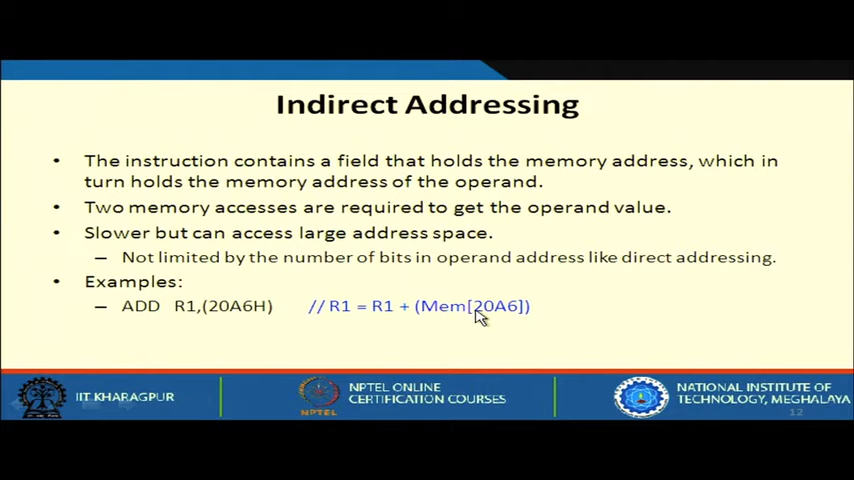 Indirect Addressing
• The instruction contains a field that holds the memory address, which in
turn holds the memory address of the operand.
• Two memory accesses are required to get the operand value.
• Slower but can access large address space.
– Not limited by the number of bits in operand address like direct addressing.
• Examples:
– ADD R1,(20A6H) // R1 = R1 + (Mem[20A6])
IIT KHARAGPUR
NPTEL
NPTEL ONLINE
CERTIFICATION COURSES
NATIONAL INSTITUTE OF
TECHNOLOGY, MEGHALAYA
12